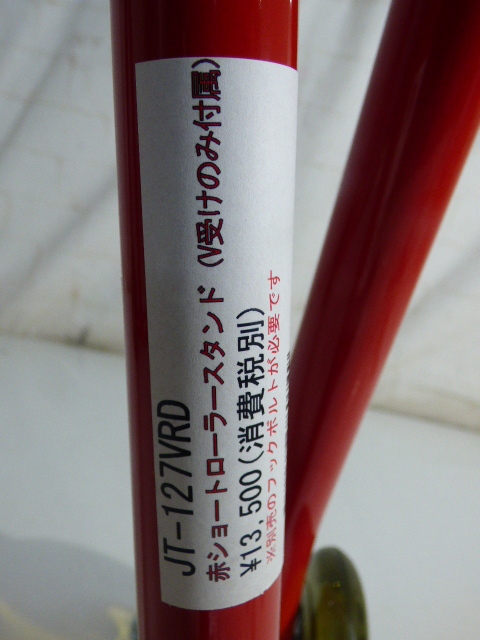 JT-127VRD
赤ショートローラースタンド(V受けのみ付属)
¥13,500(消費税別)
※別売のフックボルトが必要です